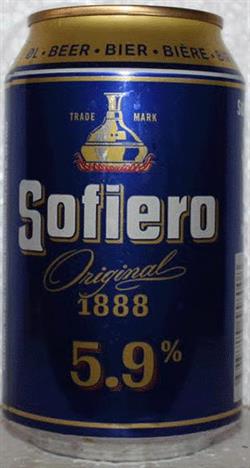 ØL · BEER · BIER · BIÈRE ·
TRADE MARK
Sofiero
Original
1888
5.9%